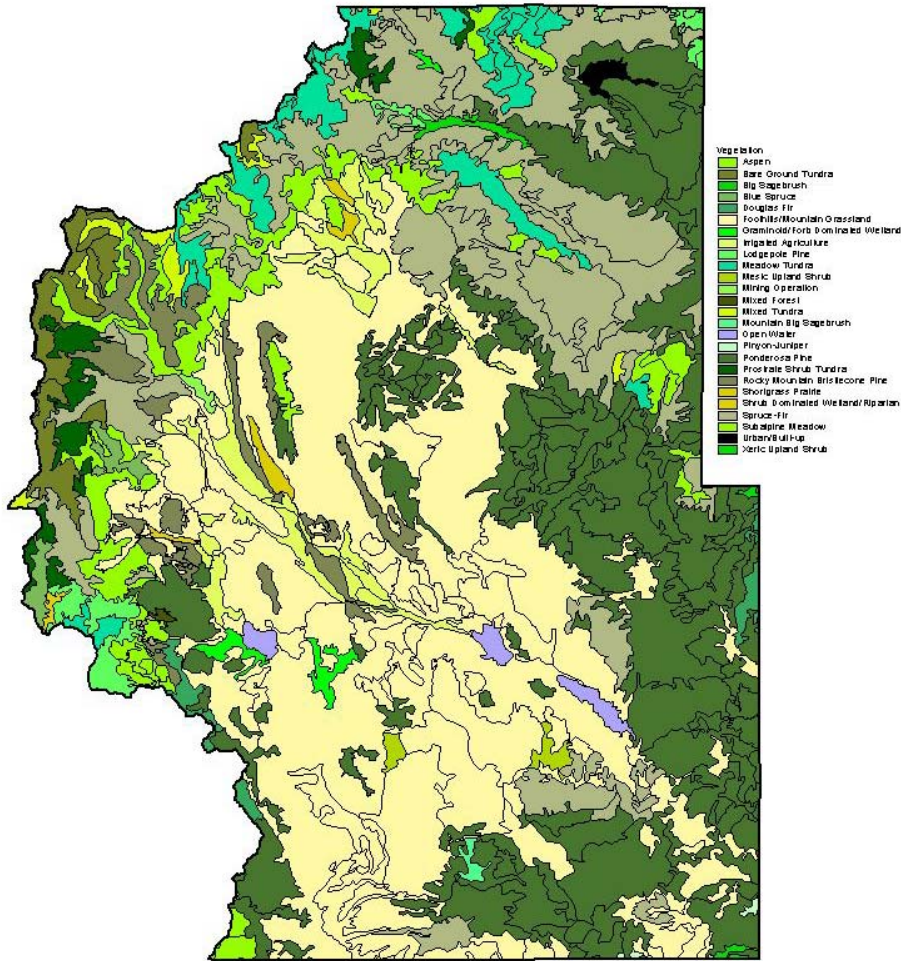 Vegetation
Aspen
Bare Ground Tundra
Big Sagebrush
Blue Spruce
Douglas Fir
Foothills/Mountain Grassland
Graminoid/Forb Dominated Wetland
Irrigated Agriculture
Lodgepole Pine
Meadow Tundra
Mesic Upland Shrub
Mining Operation
Mixed Forest
Mixed Tundra
Mountain Big Sagebrush
Open Water
Pinyon-Juniper
Ponderosa Pine
Prostrate Shrub Tundra
Rocky Mountain Bristlecone Pine
Shortgrass Prairie
Shrub Dominated Wetland/Riparian
Spruce-Fir
Subalpine Meadow
Urban/Built-up
Xeric Upland Shrub